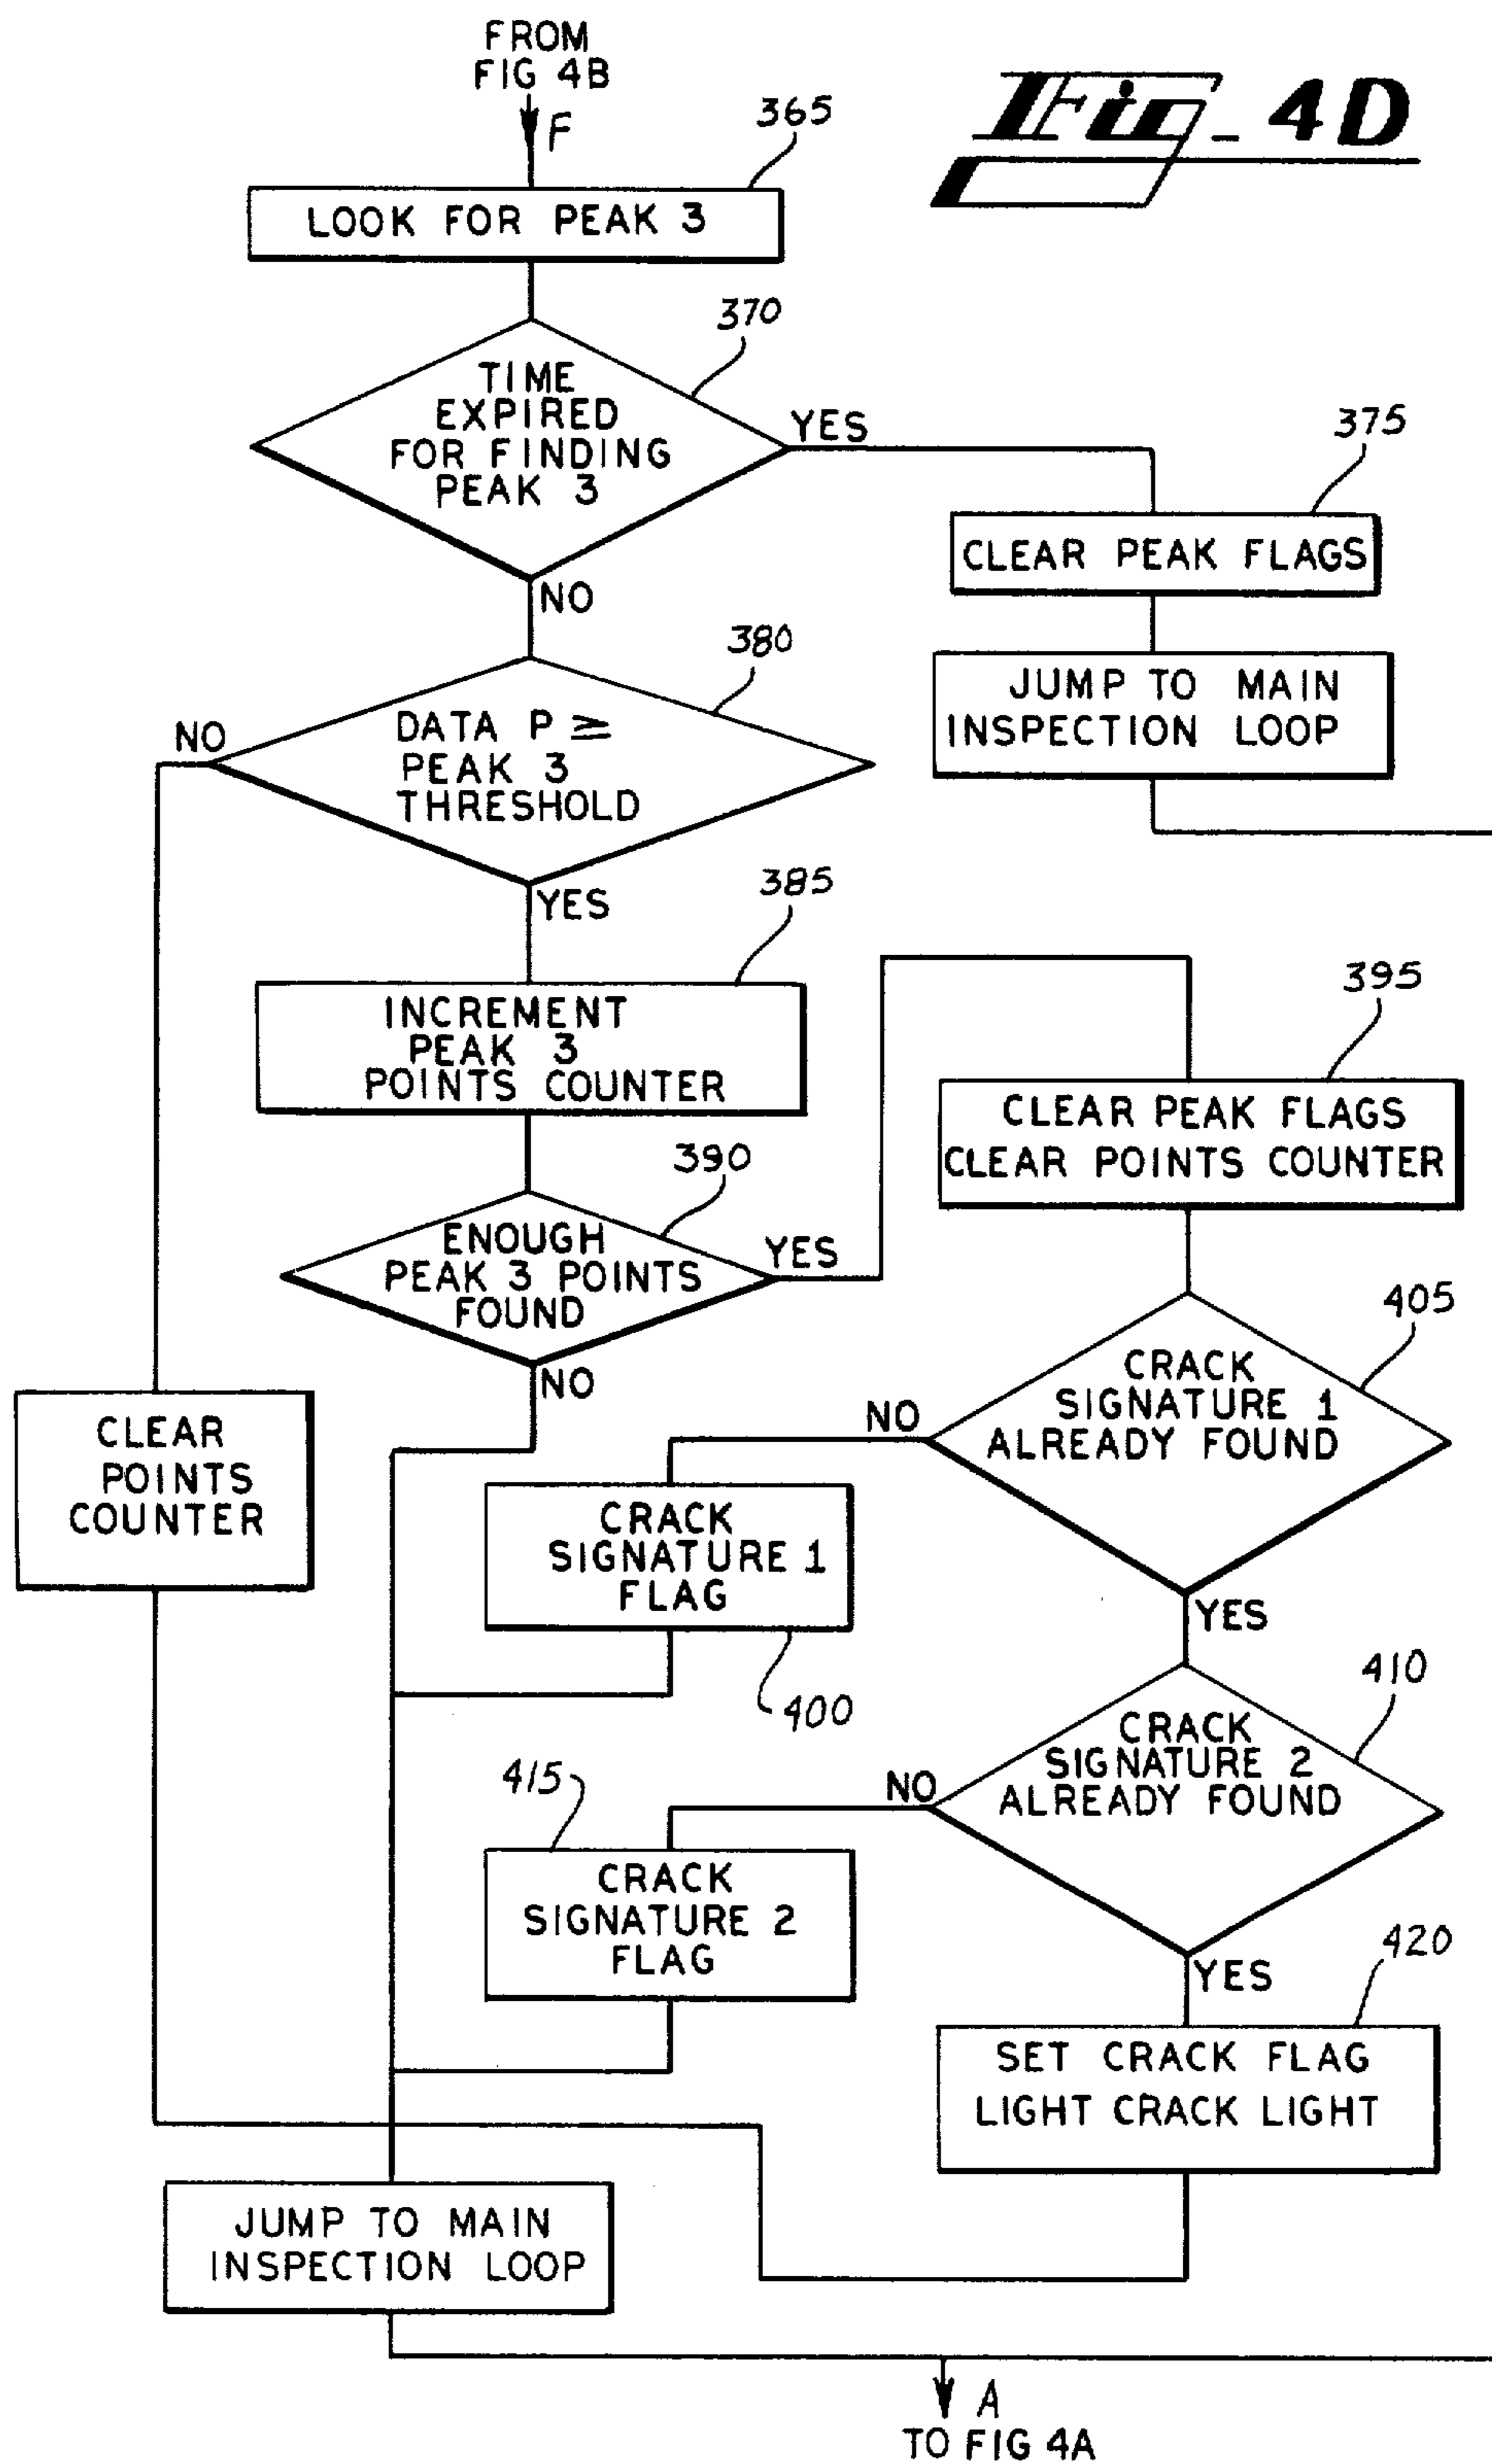 FROM
FIG 4B
F
Fig. 4D
365
LOOK FOR PEAK 3
370
TIME
EXPIRED
FOR FINDING
PEAK 3
YES
NO
375
CLEAR PEAK FLAGS
JUMP TO MAIN
INSPECTION LOOP
380
DATA P ≥
PEAK 3
THRESHOLD
NO
YES
385
INCREMENT
PEAK 3
POINTS COUNTER
390
ENOUGH
PEAK 3 POINTS
FOUND
YES
NO
395
CLEAR PEAK FLAGS
CLEAR POINTS COUNTER
405
CRACK
SIGNATURE 1
ALREADY FOUND
NO
YES
CLEAR
POINTS
COUNTER
CRACK
SIGNATURE 1
FLAG
400
410
CRACK
SIGNATURE 2
ALREADY FOUND
NO
YES
415
CRACK
SIGNATURE 2
FLAG
420
SET CRACK FLAG
LIGHT CRACK LIGHT
JUMP TO MAIN
INSPECTION LOOP
A
TO FIG 4A